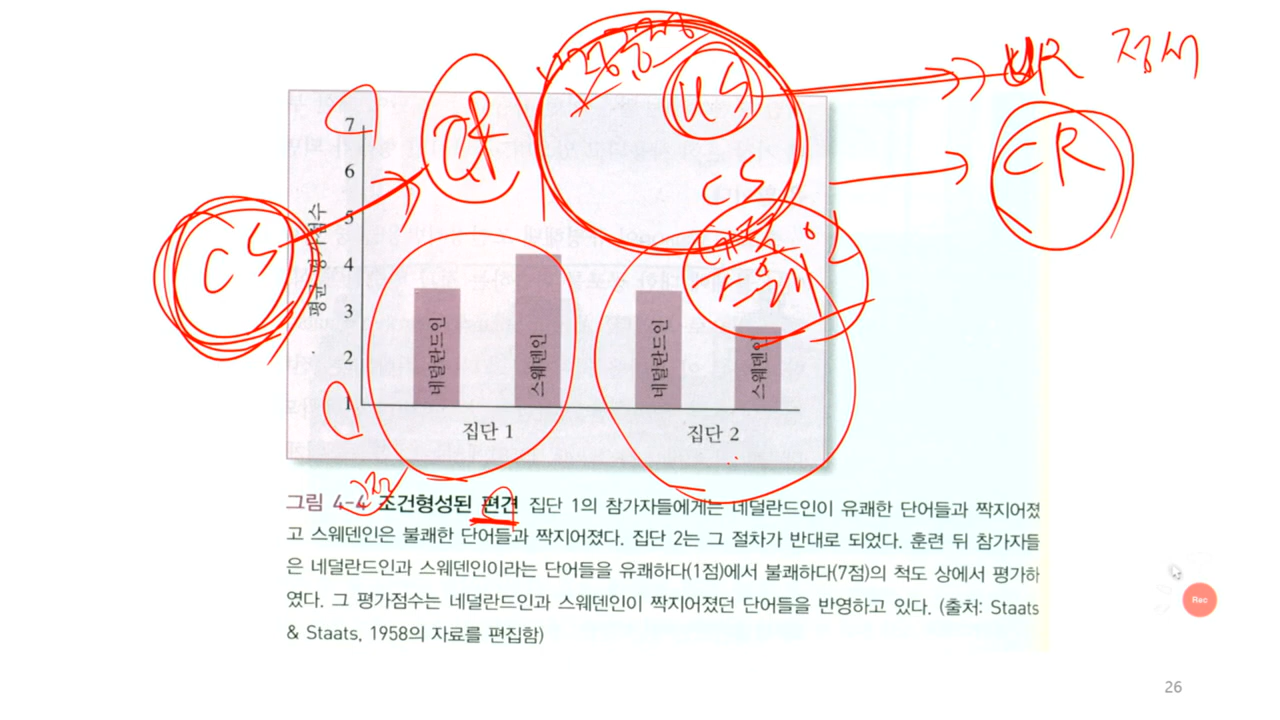 US
UR 정서
CS
CR
CS
네덜란드인
스웨덴인
네덜란드인
스웨덴인
평균 평가점수
7
6
5
4
3
2
1
집단 1
집단 2
그림 4-4 조건형성된 편견 집단 1의 참가자들에게는 네덜란드인이 유쾌한 단어들과 짝지어졌
고 스웨덴인은 불쾌한 단어들과 짝지어졌다. 집단 2는 그 절차가 반대로 되었다. 훈련 뒤 참가자들
은 네덜란드인과 스웨덴인이라는 단어들을 유쾌하다(1점)에서 불쾌하다(7점)의 척도 상에서 평가하
였다. 그 평가점수는 네덜란드인과 스웨덴인이 짝지어졌던 단어들을 반영하고 있다. (출처: Staats
& Staats, 1958의 자료를 편집함)
Rec
26